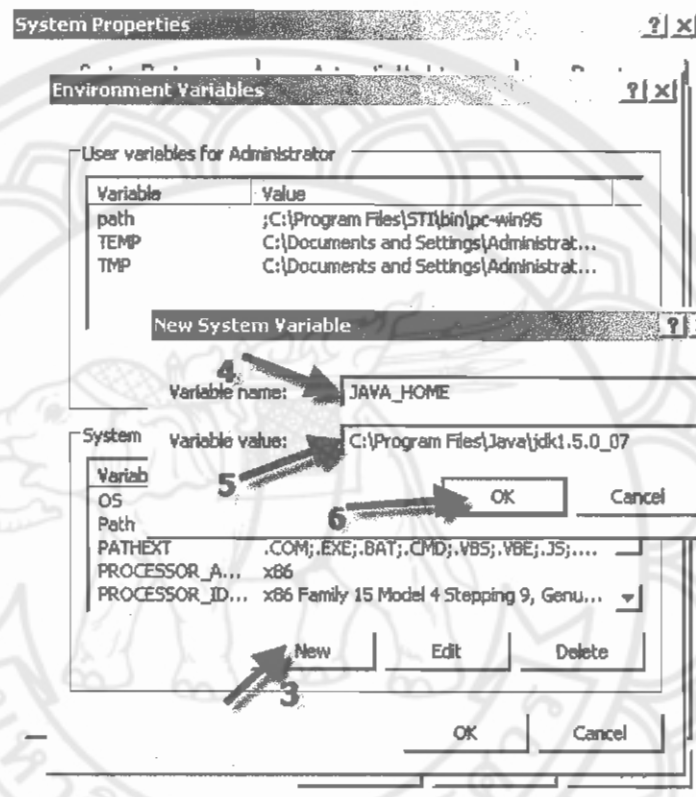 System Properties
Environment Variables
User variables for Administrator
Variable Value
path ;C:\Program Files\STI\bin\pc-win95
TEMP C:\Documents and Settings\Administrat...
TMP C:\Documents and Settings\Administrat...
New System Variable
4
Variable name: JAVA_HOME
System
Variable value: C:\Program Files\Java\jdk1.5.0_07
Variab
5
OS
6
OK Cancel
Path
PATHEXT .COM;.EXE;.BAT;.CMD;.VBS;.VBE;.JS;....
PROCESSOR_A... x86
PROCESSOR_ID... x86 Family 15 Model 4 Stepping 9, Genu...
New Edit Delete
3
OK Cancel